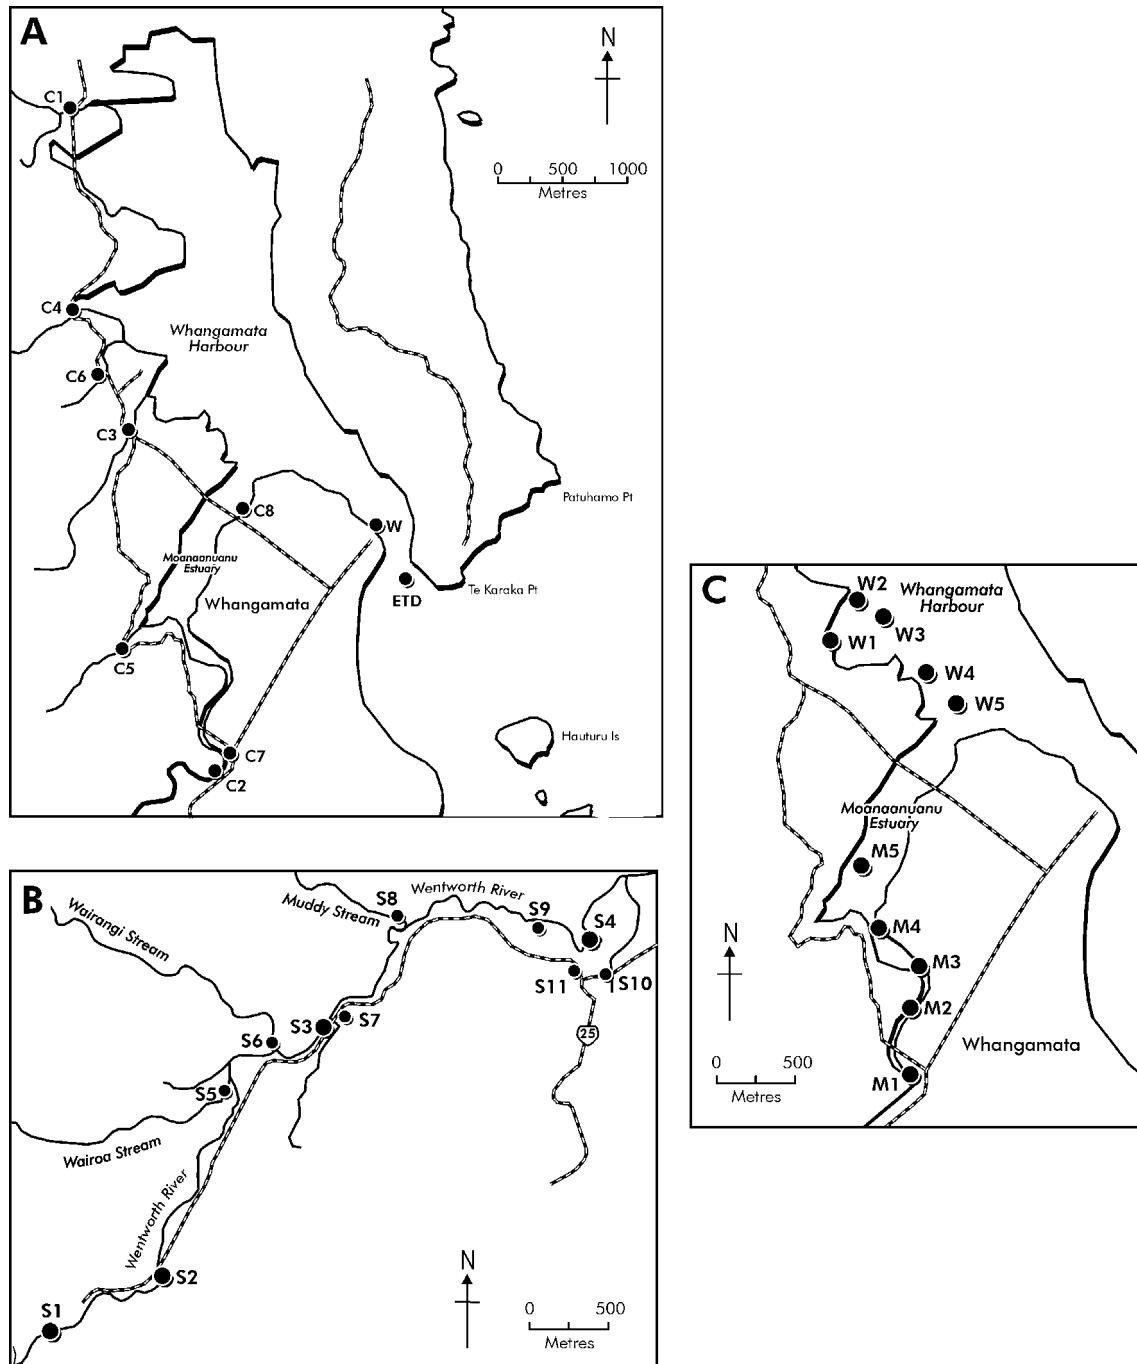 A
N
C1
0 500 1000
Metres
C4
Whangamata
Harbour
C6
C3
Patuhamo Pt
C8
W
Moanaanuanu
Estuary
ETD
Te Karaka Pt
Whangamata
C5
Hauturu Is
C7
C2
B
Wairangi Stream
Muddy Stream
S8
Wentworth River
S9
S4
S11
S10
S3
S7
25
S6
S5
Wairoa Stream
Wentworth River
N
S2
0 500
Metres
S1
C
W2
Whangamata
Harbour
W3
W1
W4
W5
Moanaanuanu
Estuary
M5
N
M4
M3
M2
Whangamata
0 500
Metres
M1